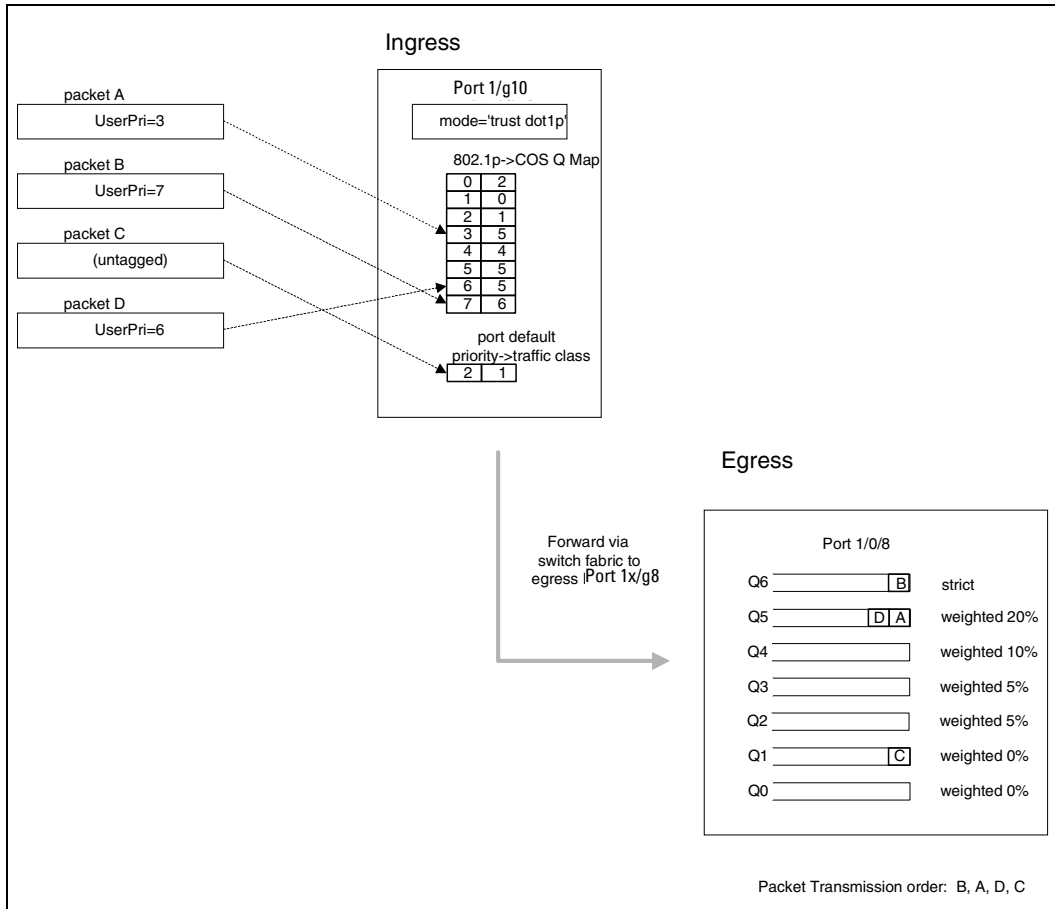 Ingress
Port 1/g10
mode='trust dot1p'
802.1p->COS Q Map
0 2
1 0
2 1
3 5
4 4
5 5
6 5
7 6
port default
priority->traffic class
2 1
packet A
UserPri=3
packet B
UserPri=7
packet C
(untagged)
packet D
UserPri=6
Forward via
switch fabric to
egress Port 1x/g8
Egress
Port 1/0/8
Q6 B strict
Q5 D A weighted 20%
Q4 weighted 10%
Q3 weighted 5%
Q2 weighted 5%
Q1 C weighted 0%
Q0 weighted 0%
Packet Transmission order: B, A, D, C